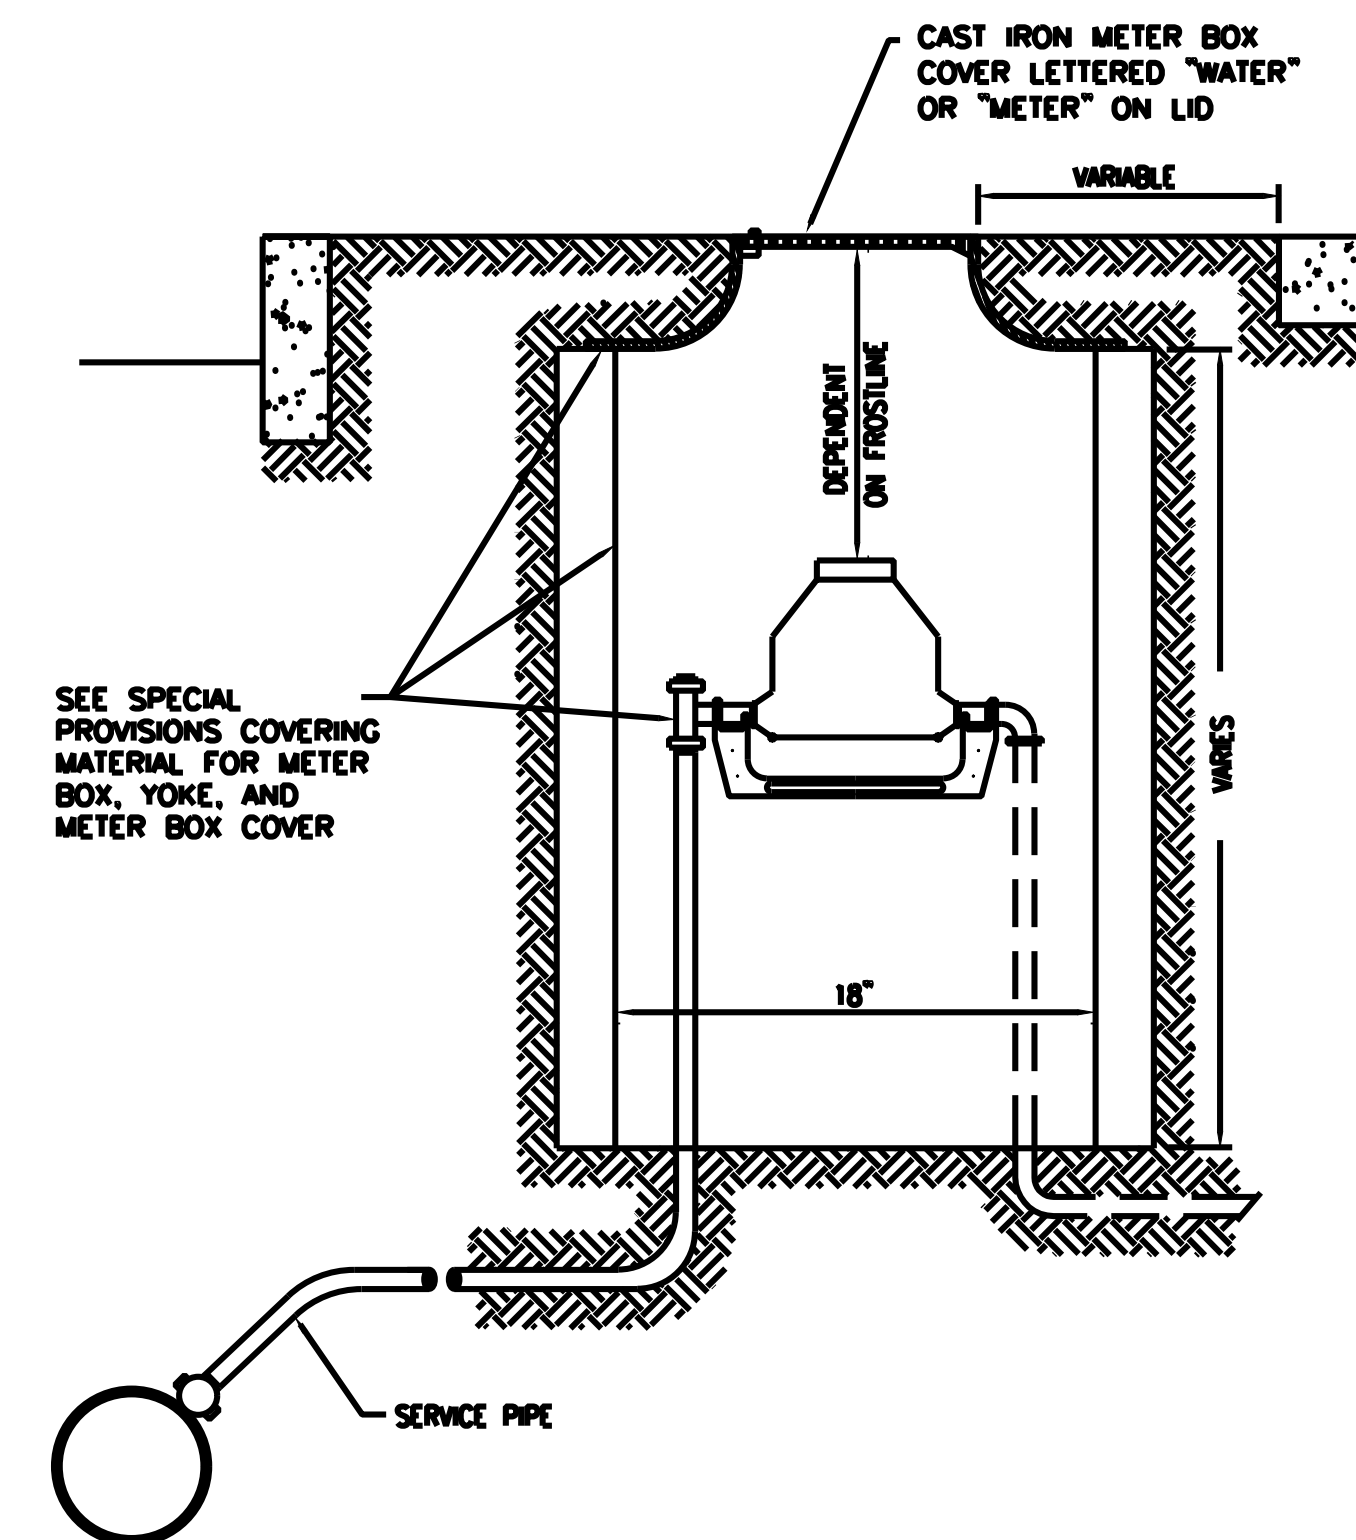 CAST IRON METER BOX
COVER LETTERED "WATER"
OR "METER" ON LID
VARIABLE
DEPENDENT
ON FROSTLINE
SEE SPECIAL
PROVISIONS COVERING
MATERIAL FOR METER
BOX, YOKE, AND
METER BOX COVER
VARIES
18"
SERVICE PIPE